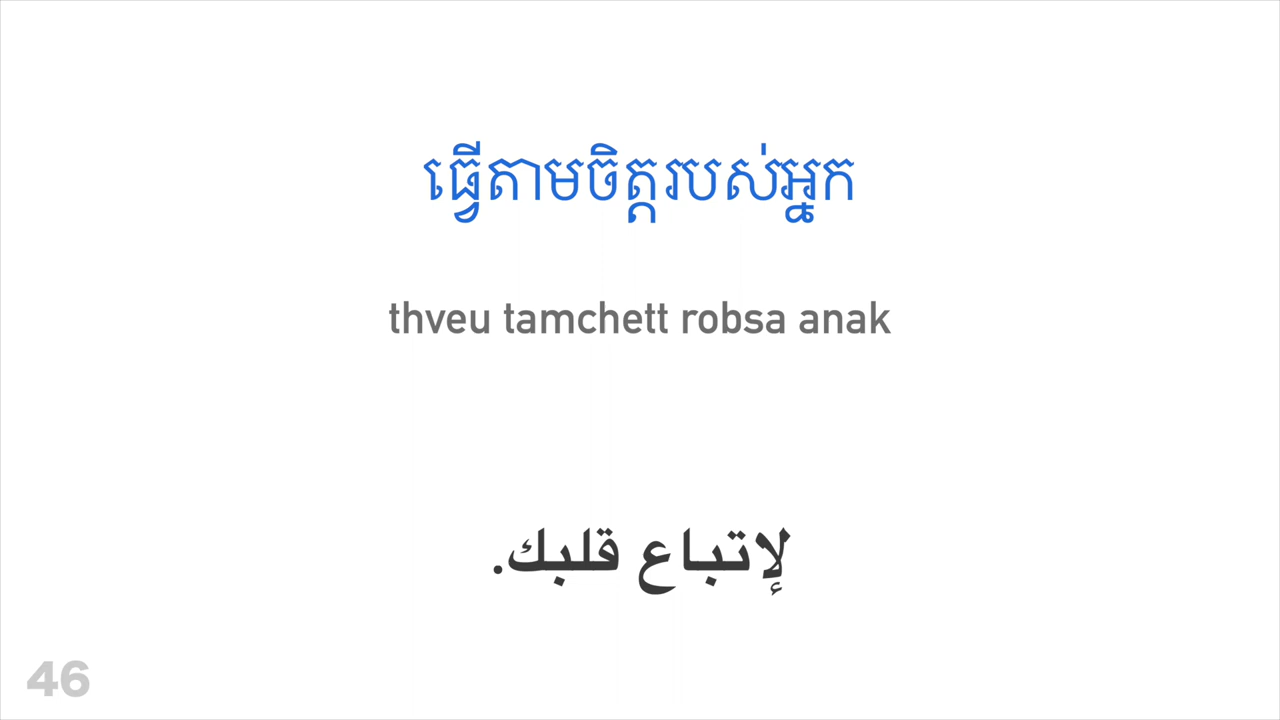 ធ្វើតាមចិត្តរបស់អ្នក
thveu tamchett robsa anak
لإتباع قلبك.
46